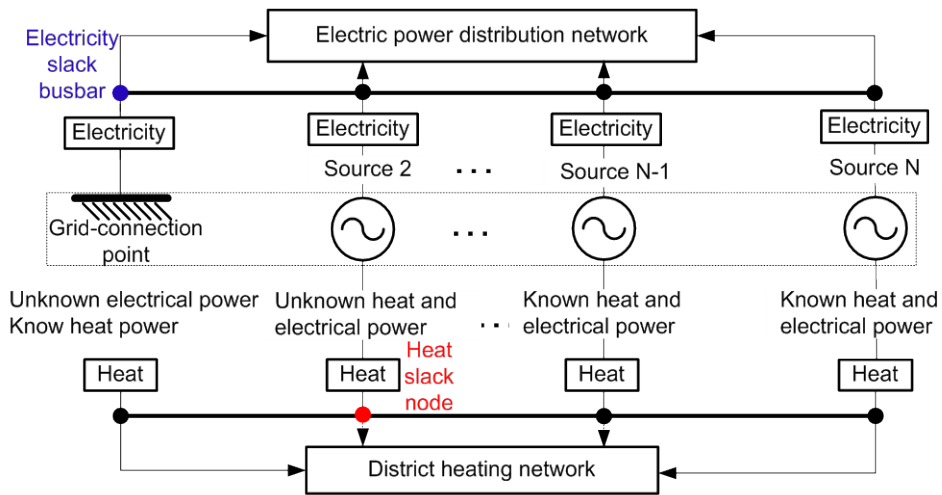 Electric power distribution network
Electricity
slack
busbar
Electricity
Electricity
Electricity
Electricity
Source 2
...
Source N-1
Source N
Grid-connection
point
...
Unknown electrical power
Know heat power
Unknown heat and
electrical power
...
Known heat and
electrical power
Known heat and
electrical power
Heat
Heat
Heat
slack
node
Heat
Heat
District heating network